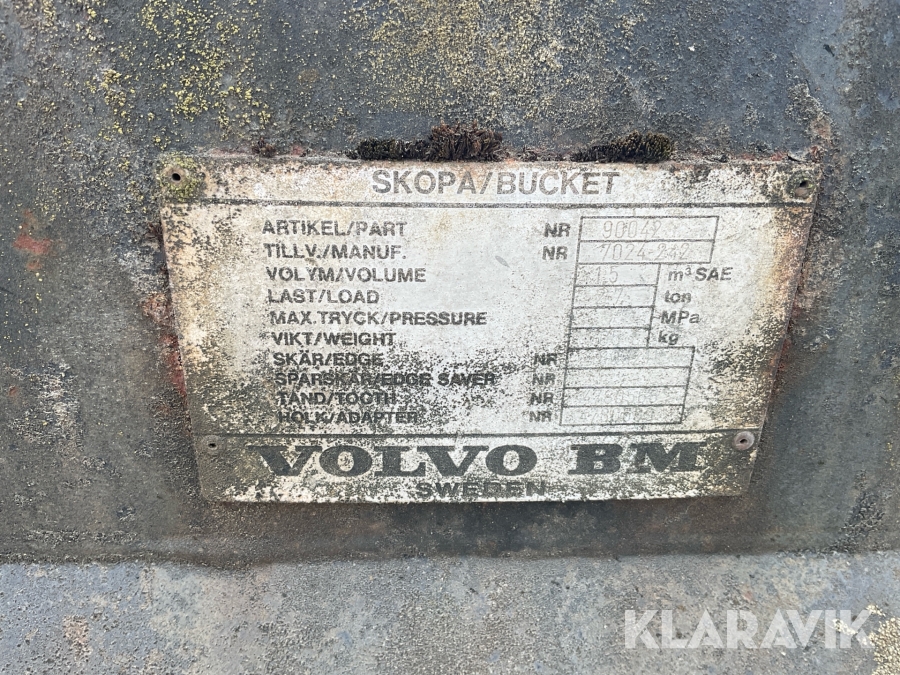 SKOPA/BUCKET
ARTIKEL/PART NR
TILLV./MANUF. NR 7024-242
VOLYM/VOLUME 1,5 m³ SAE
LAST/LOAD ton
MAX.TRYCK/PRESSURE MPa
VIKT/WEIGHT kg
SKÄR/EDGE NR
SPARSKÄR/EDGE SAVER NR
TAND/TOOTH NR
HOLK/ADAPTER NR
VOLVO BM
SWEDEN
KLARAVIK